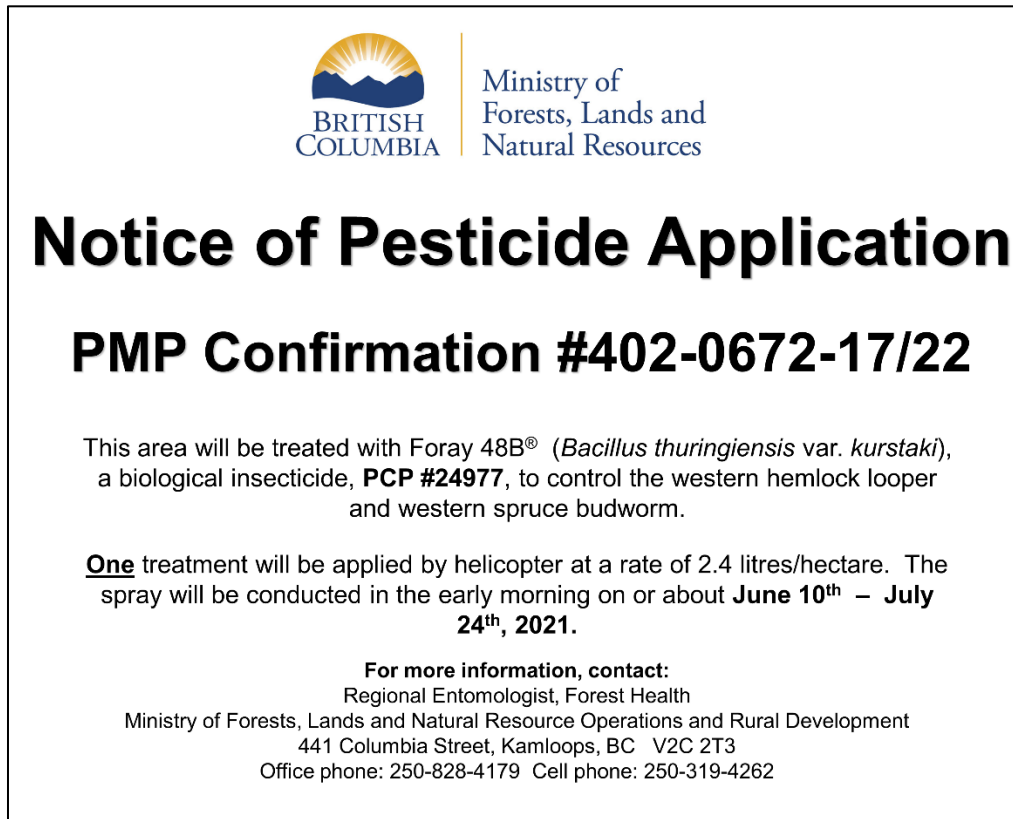 BRITISH
COLUMBIA
Ministry of
Forests, Lands and
Natural Resources
Notice of Pesticide Application
PMP Confirmation #402-0672-17/22
This area will be treated with Foray 48B® (Bacillus thuringiensis var. kurstaki),
a biological insecticide, PCP #24977, to control the western hemlock looper
and western spruce budworm.
One treatment will be applied by helicopter at a rate of 2.4 litres/hectare. The
spray will be conducted in the early morning on or about June 10th – July
24th, 2021.
For more information, contact:
Regional Entomologist, Forest Health
Ministry of Forests, Lands and Natural Resource Operations and Rural Development
441 Columbia Street, Kamloops, BC V2C 2T3
Office phone: 250-828-4179 Cell phone: 250-319-4262